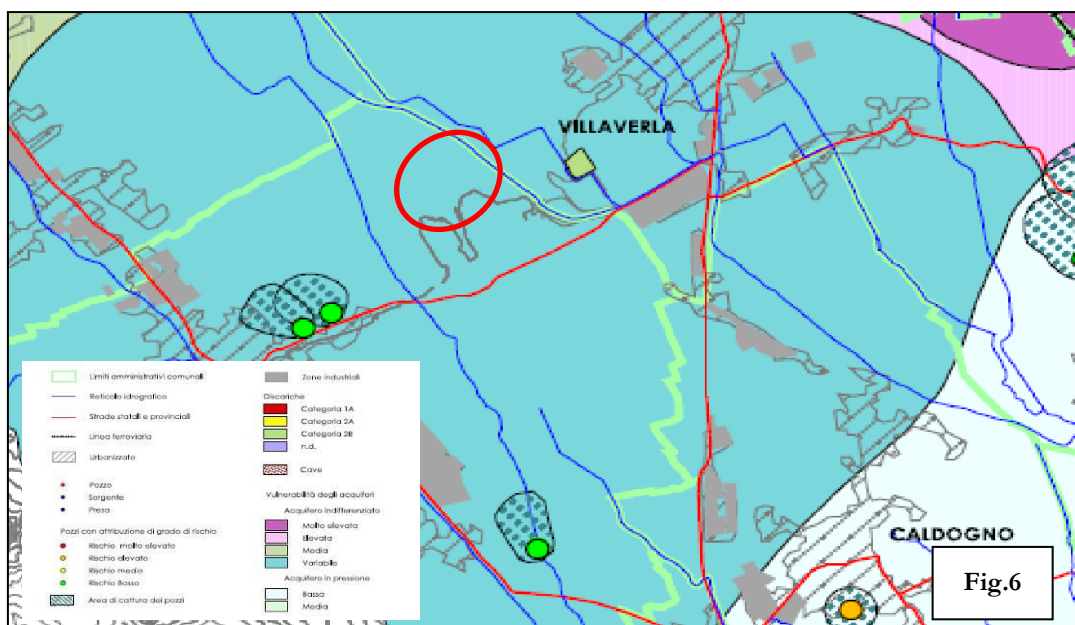 VILLAVERLA
CALDOGNO
Fig.6
Limiti amministrativi comunali
Reticolo idrografico
Strade statali e provinciali
Linea ferroviaria
Urbanizzato
Pozzo
Sorgente
Presa
Pozzi con attribuzione di grado di rischio
Rischio molto elevato
Rischio elevato
Rischio medio
Rischio Basso
Area di cattura dei pozzi
Zone industriali
Discariche
Categoria 1A
Categoria 2A
Categoria 2B
n.d.
Cave
Vulnerabilità degli acquiferi
Acquifero indifferenziato
Molto elevata
Elevata
Media
Variabile
Acquifero in pressione
Bassa
Media